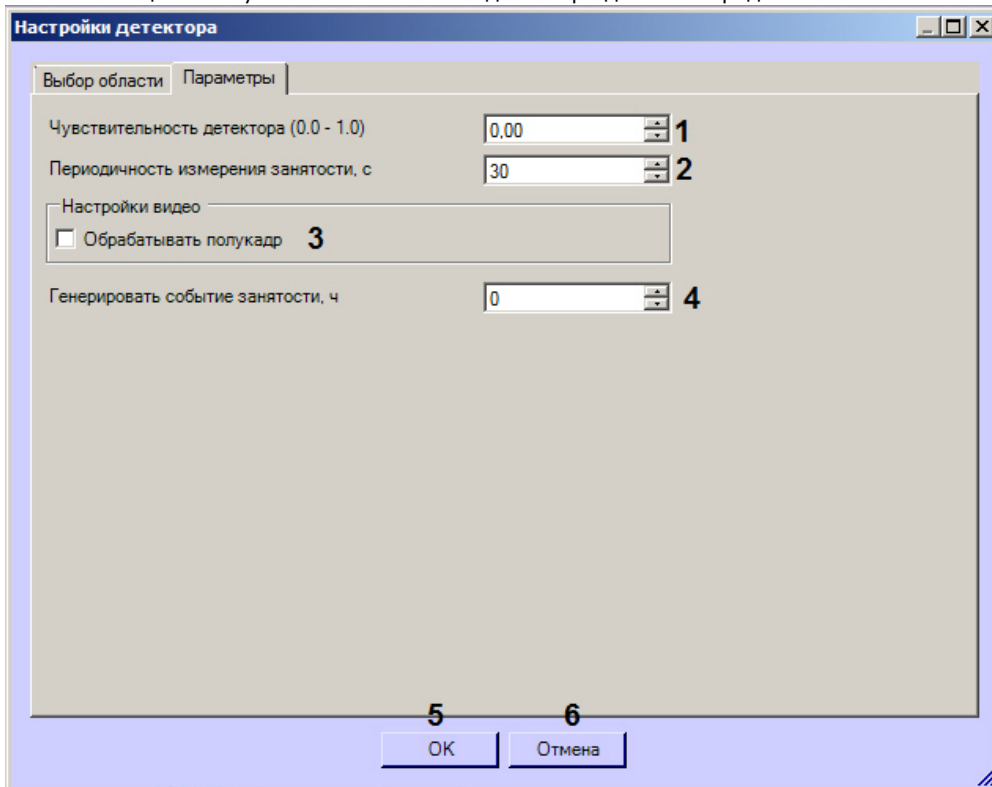 Настройки детектора
Выбор области Параметры
Чувствительность детектора (0.0 - 1.0) 0,00 1
Периодичность измерения занятости, с 30 2
Настройки видео
Обрабатывать полукадр 3
Генерировать событие занятости, ч 0 4
5 6
OK Отмена